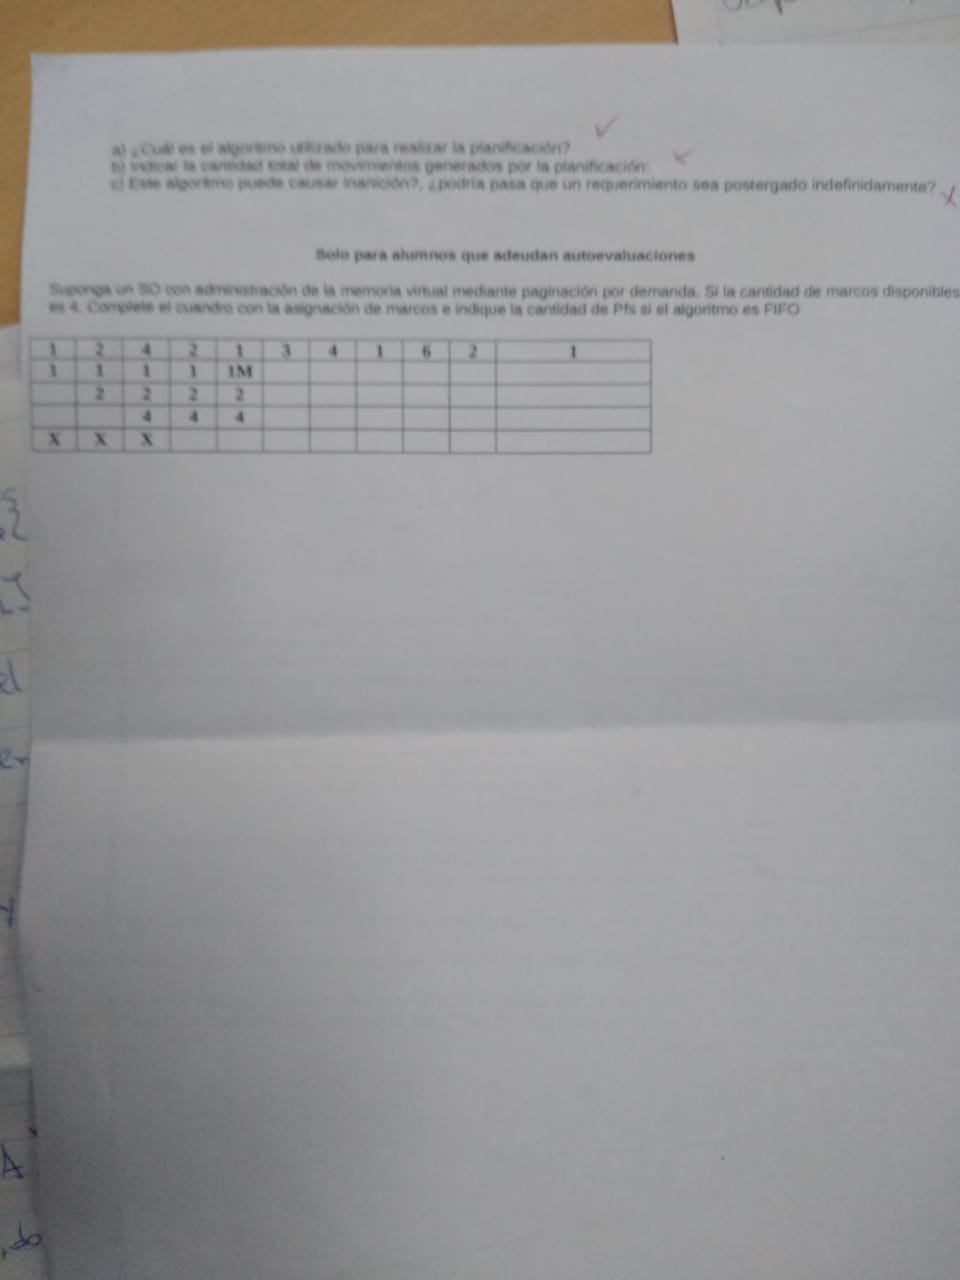 a) ¿Cuál es el algoritmo utilizado para realizar la planificación?
b) Indicar la cantidad total de movimientos generados por la planificación:
c) Este algoritmo puede causar inanición?, ¿podría pasa que un requerimiento sea postergado indefinidamente?
Solo para alumnos que adeudan autoevaluaciones
Suponga un SO con administración de la memoria virtual mediante paginación por demanda. Si la cantidad de marcos disponibles
es 4. Complete el cuandro con la asignación de marcos e indique la cantidad de Pfs si el algoritmo es FIFO
1 2 4 2 1 3 4 1 6 2 1
1 1 1 1 1M
2 2 2 2
4 4 4
X X X
el
er
A